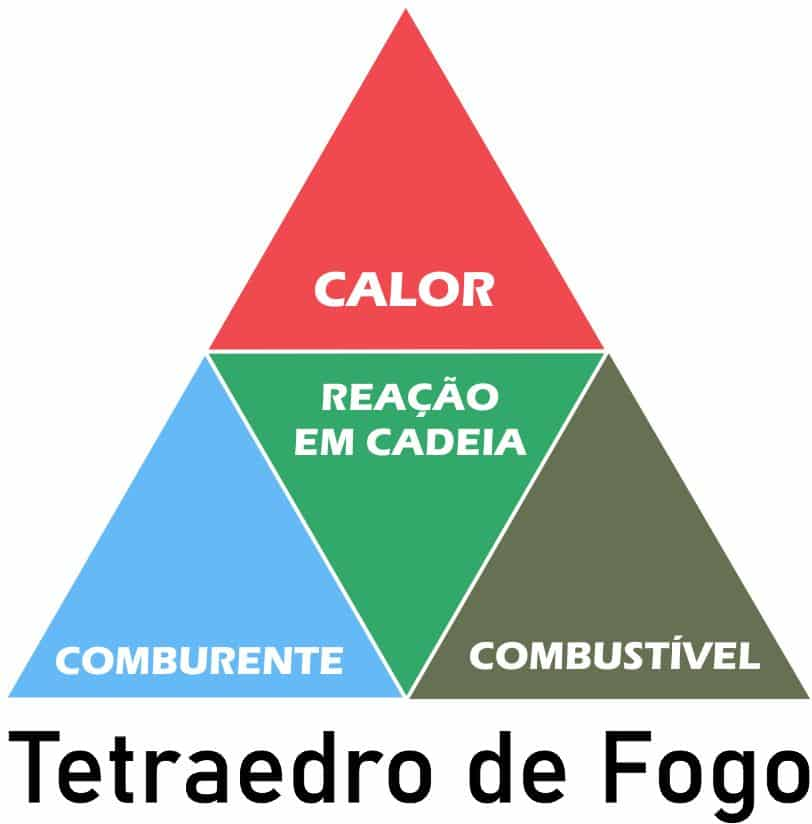 CALOR
REAÇÃO
EM CADEIA
COMBURENTE
COMBUSTÍVEL
Tetraedro de Fogo